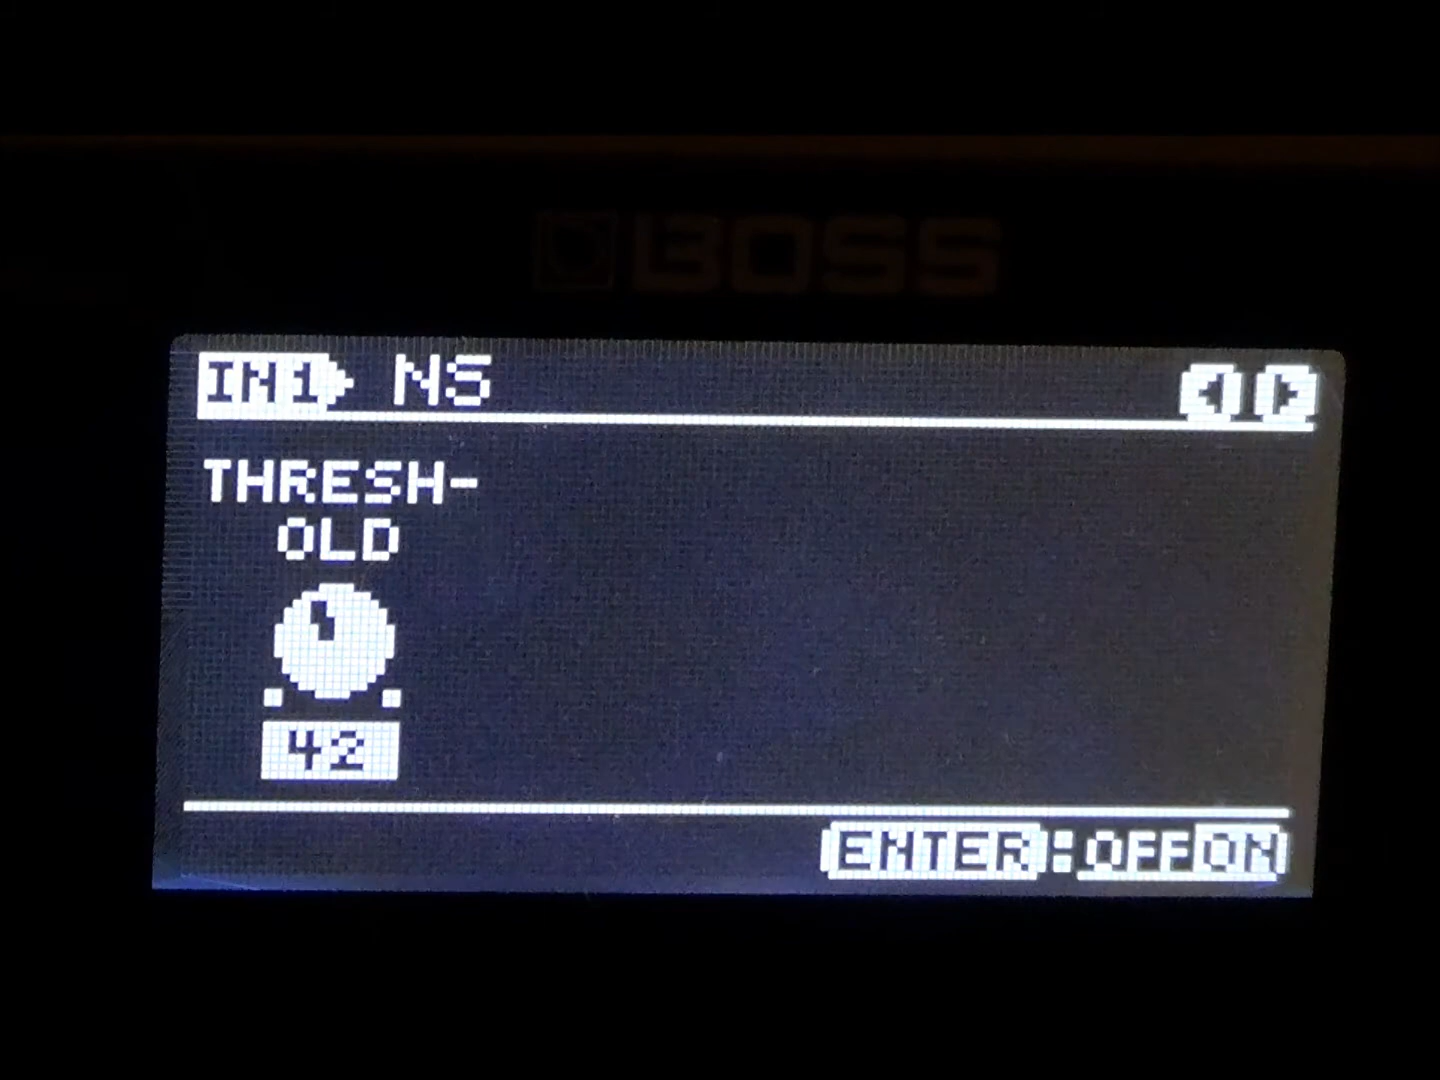 BOSS
IN1 NS
THRESH-
OLD
42
ENTER:OFF ON